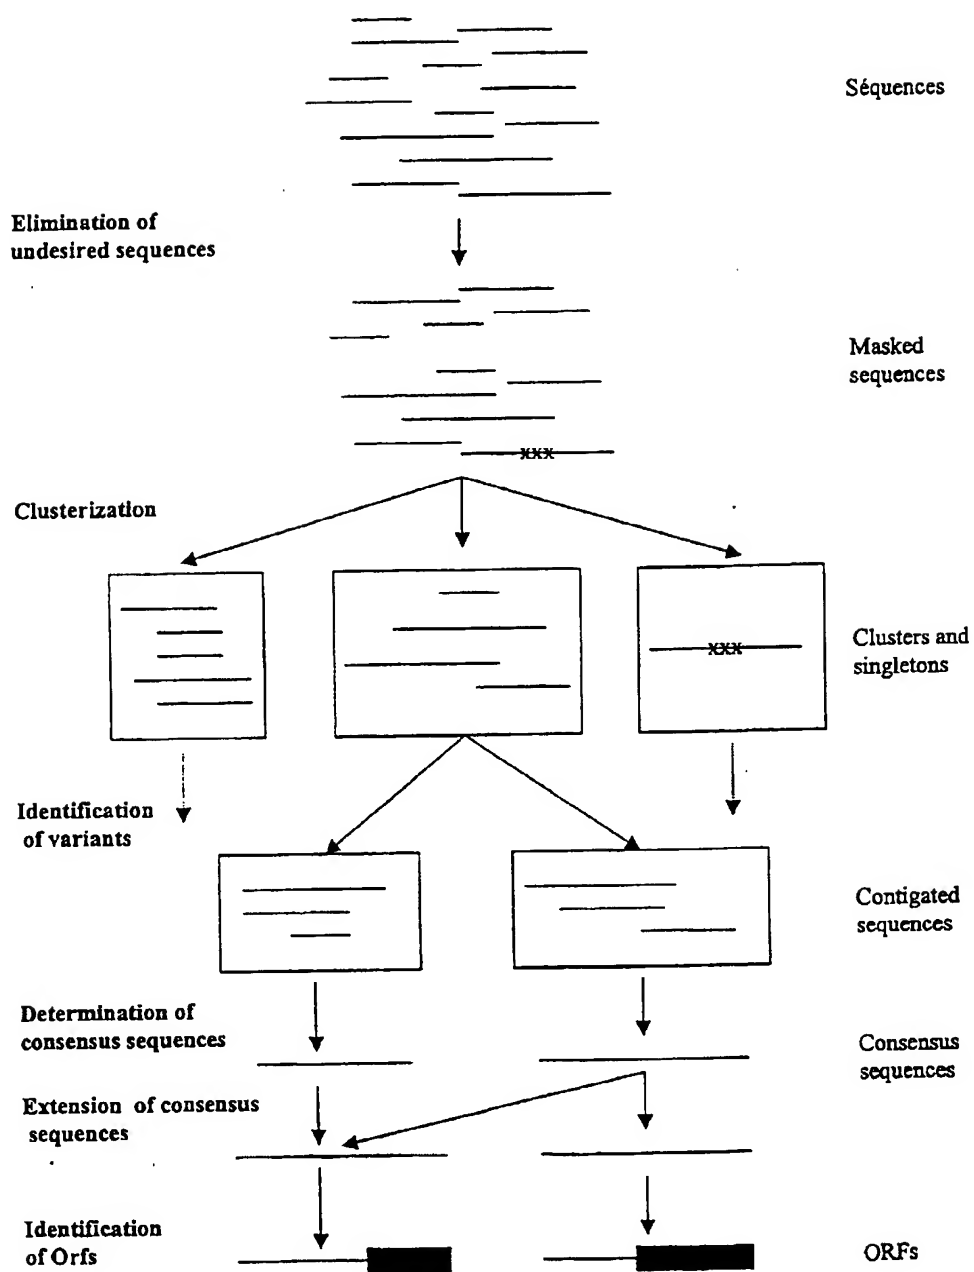 Séquences
Elimination of
undesired sequences
Masked
sequences
xxx
Clusterization
xxx
Clusters and
singletons
Identification
of variants
Contigated
sequences
Determination of
consensus sequences
Consensus
sequences
Extension of consensus
sequences
Identification
of Orfs
ORFs